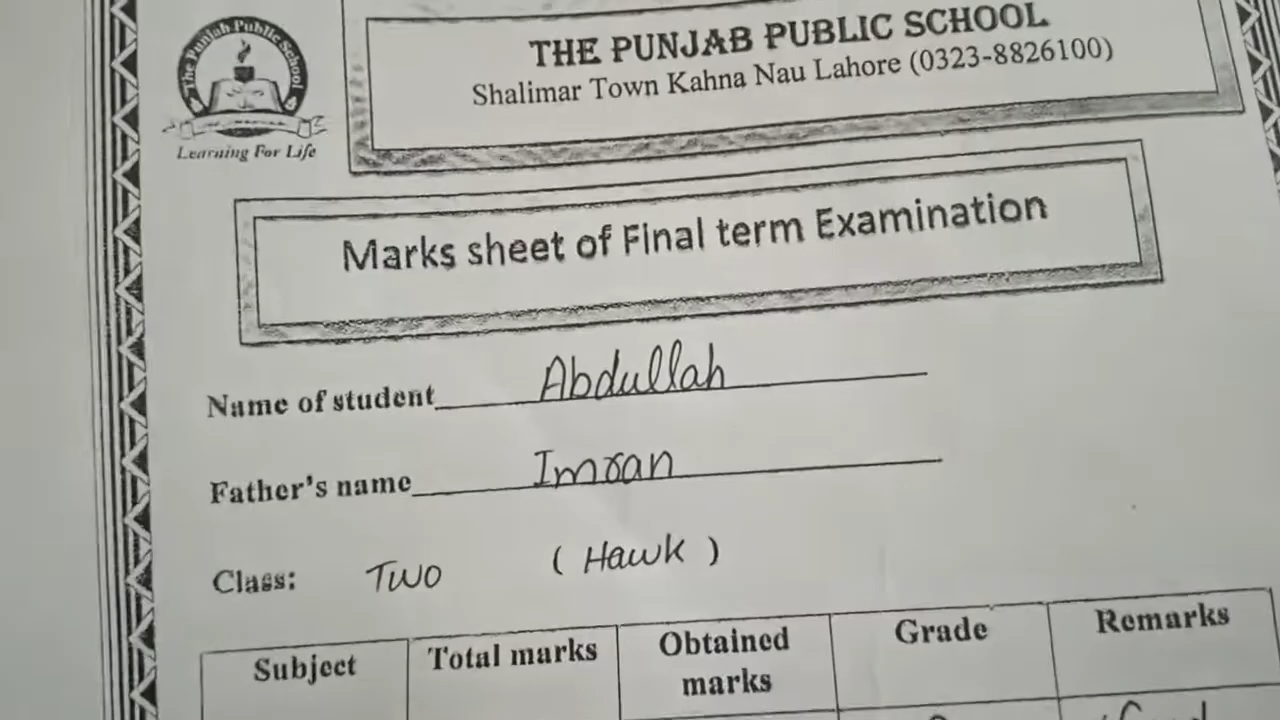 The Punjab Public School
Learning For Life
THE PUNJAB PUBLIC SCHOOL
Shalimar Town Kahna Nau Lahore (0323-8826100)
Marks sheet of Final term Examination
Name of student Abdullah
Father's name Imran
Class: Two (Hawk)
Subject Total marks Obtained marks Grade Remarks